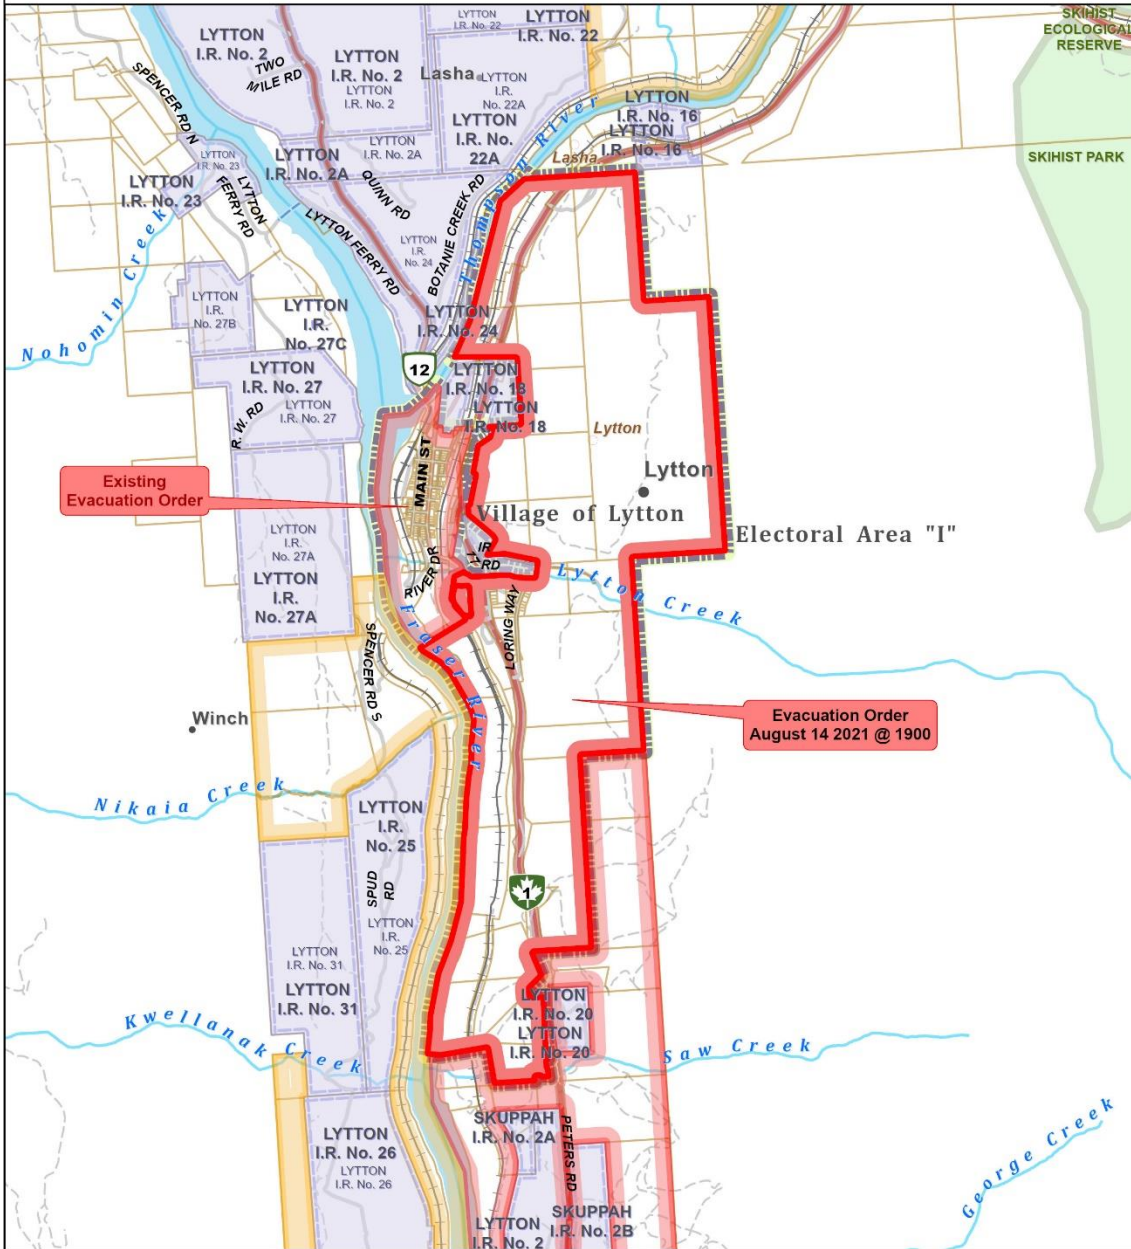 LYTTON
I.R. No. 2
TWO
MILE RD
SPENCER RD N
LYTTON
I.R. No. 2
LYTTON
I.R. No. 2
LYTTON
I.R. No. 22
LYTTON
I.R. No. 22
Lasha
LYTTON
I.R.
No. 22A
LYTTON
I.R. No.
22A
SKIHIST
ECOLOGICAL
RESERVE
LYTTON
I.R. No. 16
LYTTON
I.R. No. 16
Lasha
SKIHIST PARK
LYTTON
I.R. No. 23
LYTTON
I.R. No. 23
LYTTON
FERRY RD
LYTTON
I.R. No. 2A
LYTTON
I.R. No. 2A
QUINN RD
LYTTON FERRY RD
BOTANIE CREEK RD
Thompson River
LYTTON
I.R.
No. 24
LYTTON
I.R. No. 24
Nohomin Creek
LYTTON
I.R.
No. 27B
LYTTON
I.R.
No. 27C
12
LYTTON
I.R. No. 27
LYTTON
I.R. No. 27
R. W. RD
LYTTON
I.R. No. 18
LYTTON
I.R. No. 18
Lytton
Lytton
Existing
Evacuation Order
MAIN ST
Village of Lytton
Electoral Area "I"
LYTTON
I.R. No. 27A
LYTTON
I.R.
No. 27A
IR
17 RD
RIVER DR
Lytton Creek
LORING WAY
Fraser River
SPENCER RD S
Winch
Evacuation Order
August 14 2021 @ 1900
Nikaia Creek
LYTTON
I.R.
No. 25
SPUD
RD
LYTTON
I.R.
No. 25
1
LYTTON
I.R. No. 31
LYTTON
I.R. No. 31
LYTTON
I.R. No. 20
LYTTON
I.R. No. 20
Kwellanak Creek
Saw Creek
SKUPPAH
I.R. No. 2A
PETERS RD
LYTTON
I.R. No. 26
LYTTON
I.R. No. 26
George Creek
LYTTON
I.R. No. 2
SKUPPAH
I.R. No. 2B